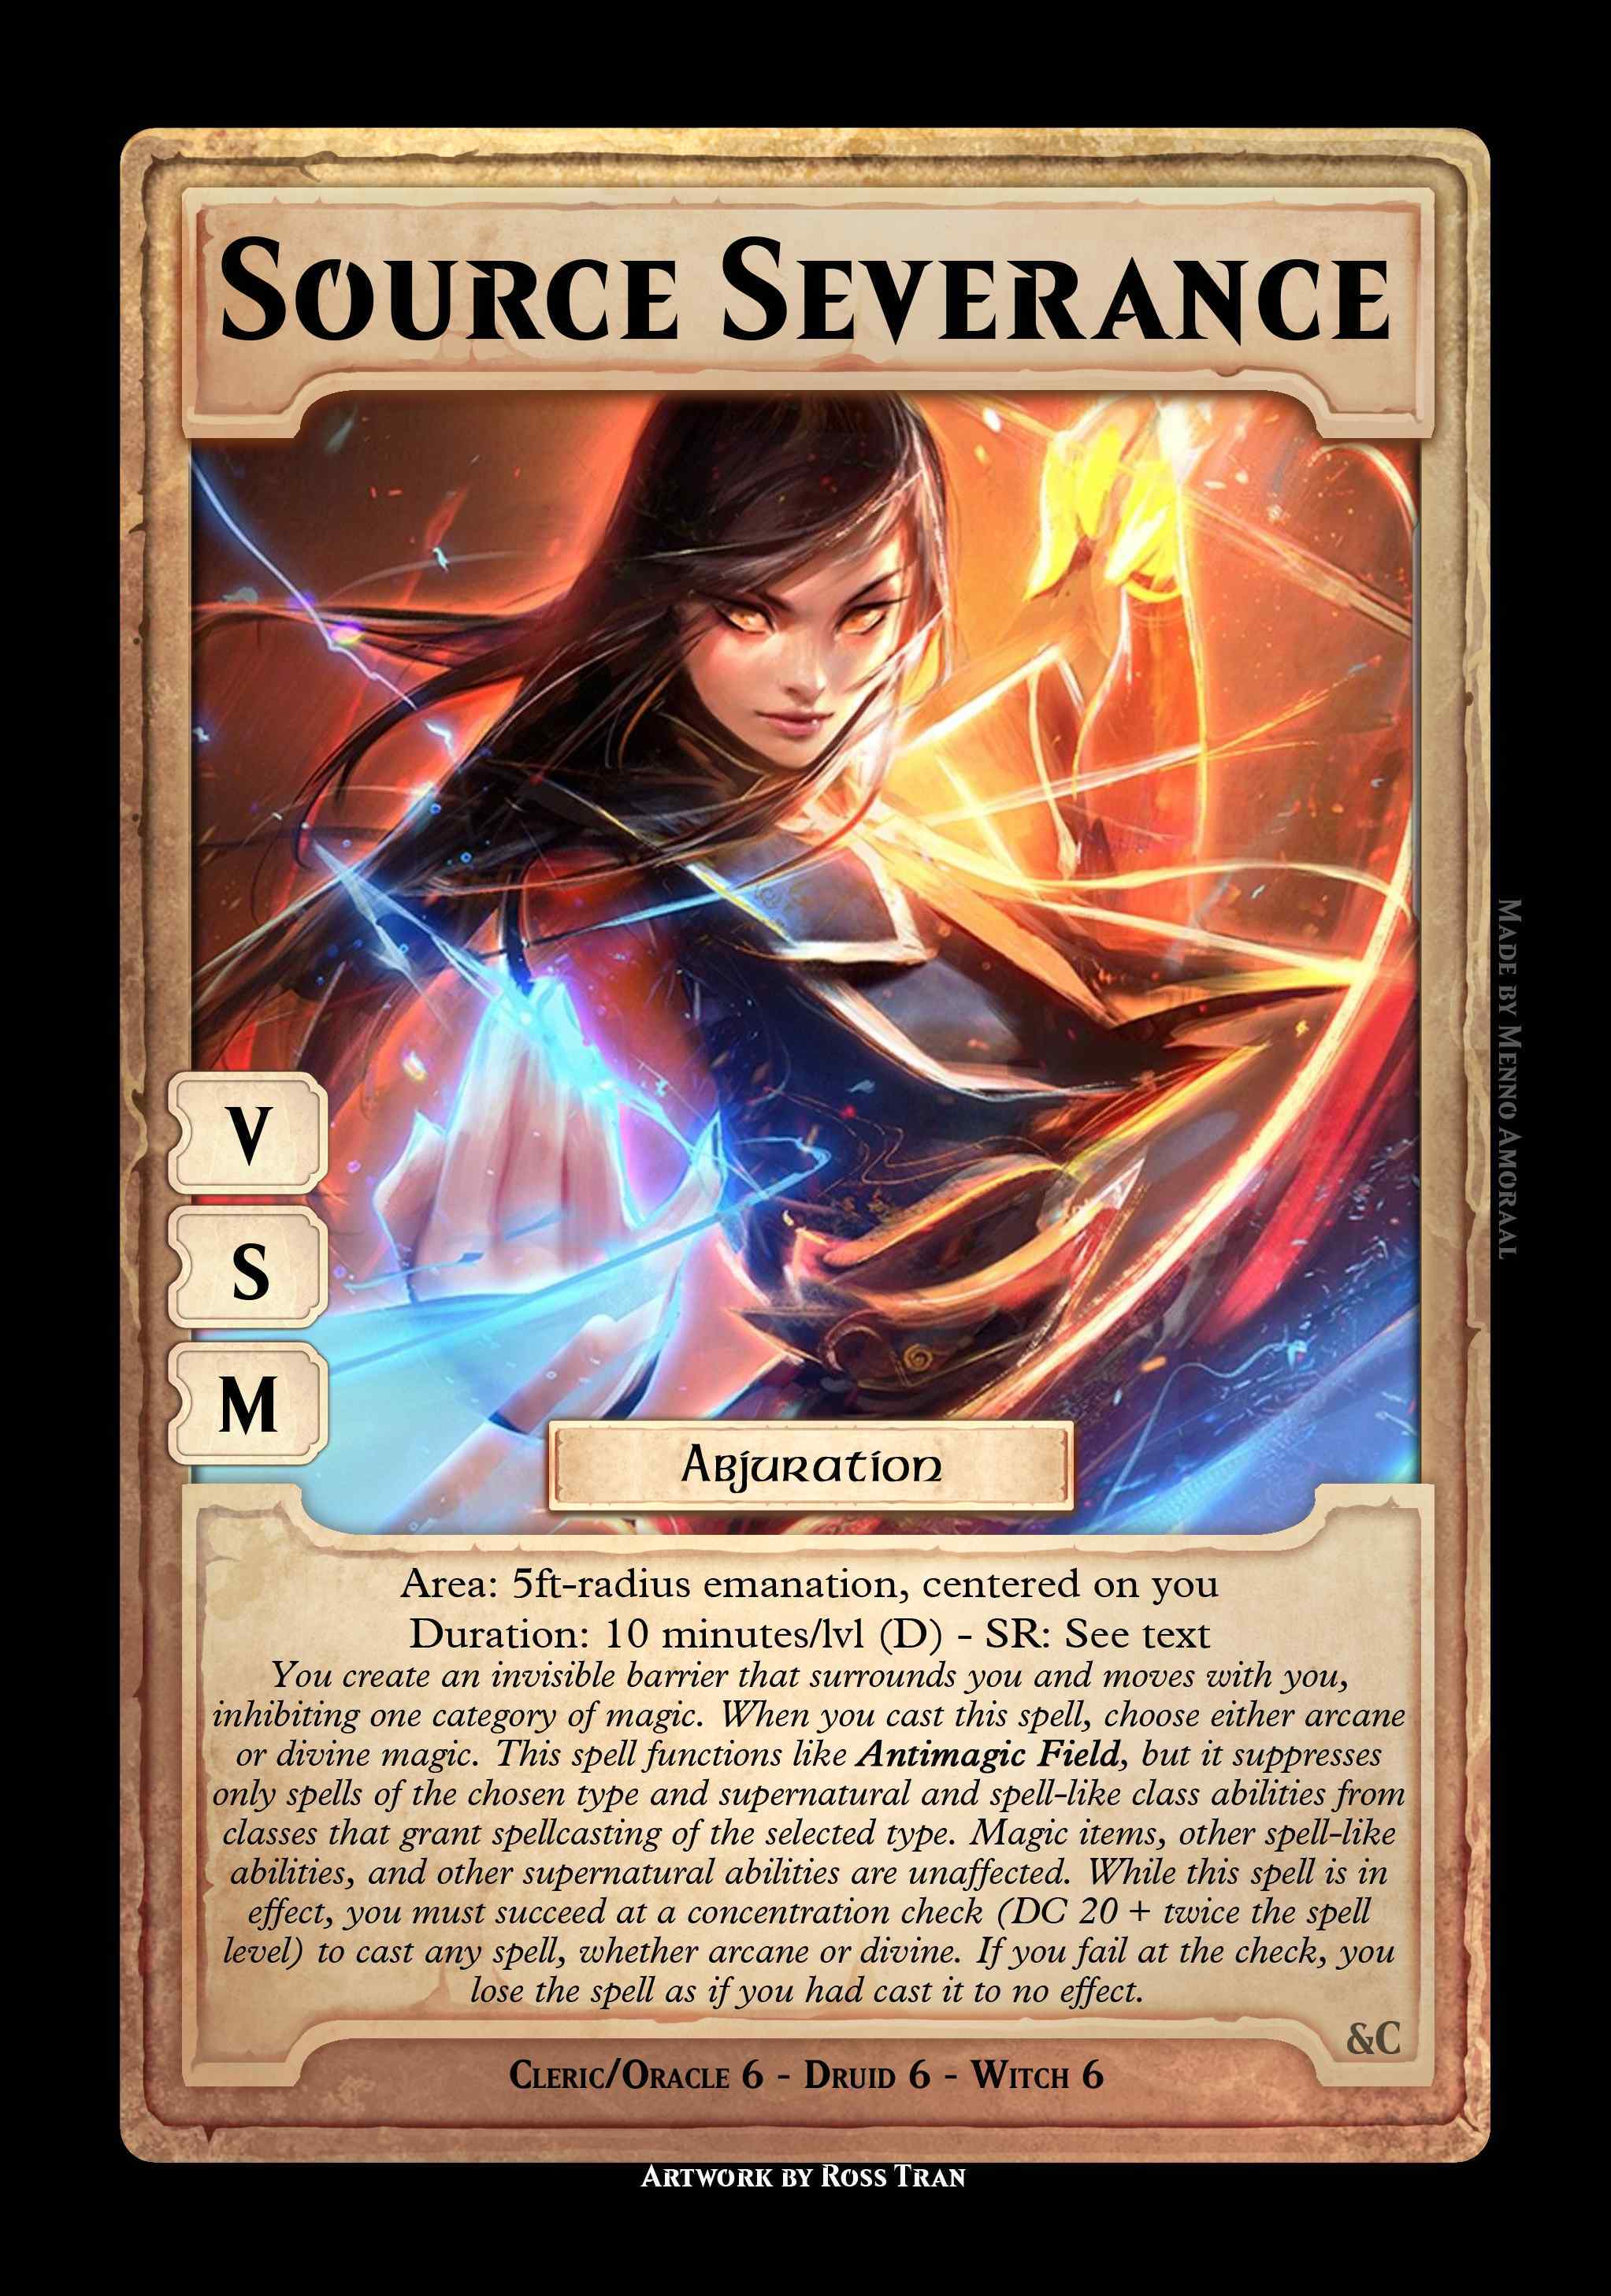 Source Severance
V
S
M
Abjuration
Area: 5ft-radius emanation, centered on you
Duration: 10 minutes/lvl (D) - SR: See text
You create an invisible barrier that surrounds you and moves with you,
inhibiting one category of magic. When you cast this spell, choose either arcane
or divine magic. This spell functions like Antimagic Field, but it suppresses
only spells of the chosen type and supernatural and spell-like class abilities from
classes that grant spellcasting of the selected type. Magic items, other spell-like
abilities, and other supernatural abilities are unaffected. While this spell is in
effect, you must succeed at a concentration check (DC 20 + twice the spell
level) to cast any spell, whether arcane or divine. If you fail at the check, you
lose the spell as if you had cast it to no effect.
&C
Cleric/Oracle 6 - Druid 6 - Witch 6
Artwork by Ross Tran
Made by Menno Amoraal